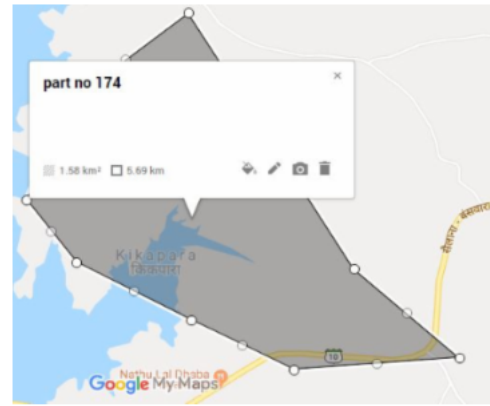 part no 174
×
1.58 km² 5.69 km
Kikapara
किकापारा
10
Nathu Lal Dhaba
Google My Maps